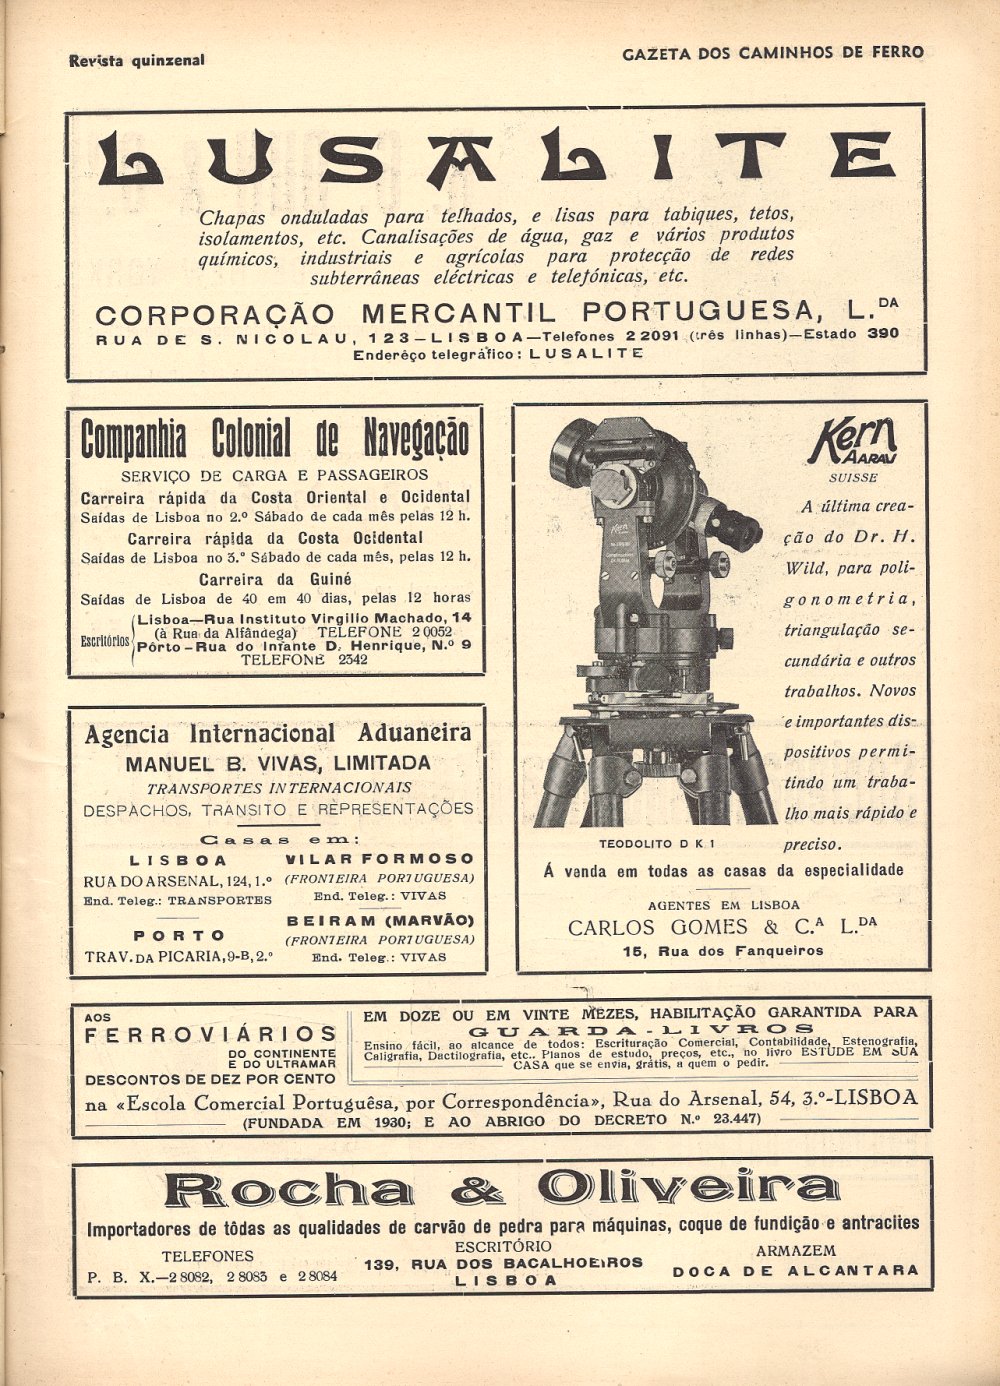 Revista quinzenal
GAZETA DOS CAMINHOS DE FERRO
LUSALITE
Chapas onduladas para telhados, e lisas para tabiques, tetos,
isolamentos, etc. Canalisações de água, gaz e vários produtos
químicos, industriais e agrícolas para protecção de redes
subterrâneas eléctricas e telefónicas, etc.
CORPORAÇÃO MERCANTIL PORTUGUESA, L.DA
RUA DE S. NICOLAU, 123—LISBOA—Telefones 2 2091 (três linhas)—Estado 390
Enderêço telegráfico: LUSALITE
Companhia Colonial de Navegação
SERVIÇO DE CARGA E PASSAGEIROS
Carreira rápida da Costa Oriental e Ocidental
Saídas de Lisboa no 2.º Sábado de cada mês pelas 12 h.
Carreira rápida da Costa Ocidental
Saídas de Lisboa no 3.º Sábado de cada mês, pelas 12 h.
Carreira da Guiné
Saídas de Lisboa de 40 em 40 dias, pelas 12 horas
Escritórios
Lisboa—Rua Instituto Virgilio Machado, 14
(à Rua da Alfândega) TELEFONE 2 0052
Pôrto—Rua do Infante D. Henrique, N.º 9
TELEFONE 2342
Agencia Internacional Aduaneira
MANUEL B. VIVAS, LIMITADA
TRANSPORTES INTERNACIONAIS
DESPACHOS, TRANSITO E REPRESENTAÇÕES
Casas em:
LISBOA
RUA DO ARSENAL, 124, 1.º
End. Teleg.: TRANSPORTES
PORTO
TRAV. DA PICARIA, 9-B, 2.º
VILAR FORMOSO
(FRONTEIRA PORTUGUESA)
End. Teleg.: VIVAS
BEIRAM (MARVÃO)
(FRONTEIRA PORTUGUESA)
End. Teleg.: VIVAS
Kern
AARAU
SUISSE
A última crea-
ção do Dr. H.
Wild, para poli-
gonometria,
triangulação se-
cundária e outros
trabalhos. Novos
e importantes dis-
positivos permi-
tindo um traba-
lho mais rápido e
preciso.
Kern
TEODOLITO D K 1
Á venda em todas as casas da especialidade
AGENTES EM LISBOA
CARLOS GOMES & C.A L.DA
15, Rua dos Fanqueiros
AOS
FERROVIÁRIOS
DO CONTINENTE
E DO ULTRAMAR
DESCONTOS DE DEZ POR CENTO
EM DOZE OU EM VINTE MEZES, HABILITAÇÃO GARANTIDA PARA
GUARDA-LIVROS
Ensino fácil, ao alcance de todos: Escrituração Comercial, Contabilidade, Estenografia,
Caligrafia, Dactilografia, etc.. Planos de estudo, preços, etc., no livro ESTUDE EM SUA
CASA que se envia, grátis, a quem o pedir.
na «Escola Comercial Portuguêsa, por Correspondência», Rua do Arsenal, 54, 3.º-LISBOA
(FUNDADA EM 1930; E AO ABRIGO DO DECRETO N.º 23.447)
Rocha & Oliveira
Importadores de tôdas as qualidades de carvão de pedra para máquinas, coque de fundição e antracites
TELEFONES
P. B. X.—2 8082, 2 8083 e 2 8084
ESCRITÓRIO
139, RUA DOS BACALHOEIROS
LISBOA
ARMAZEM
DOCA DE ALCANTARA